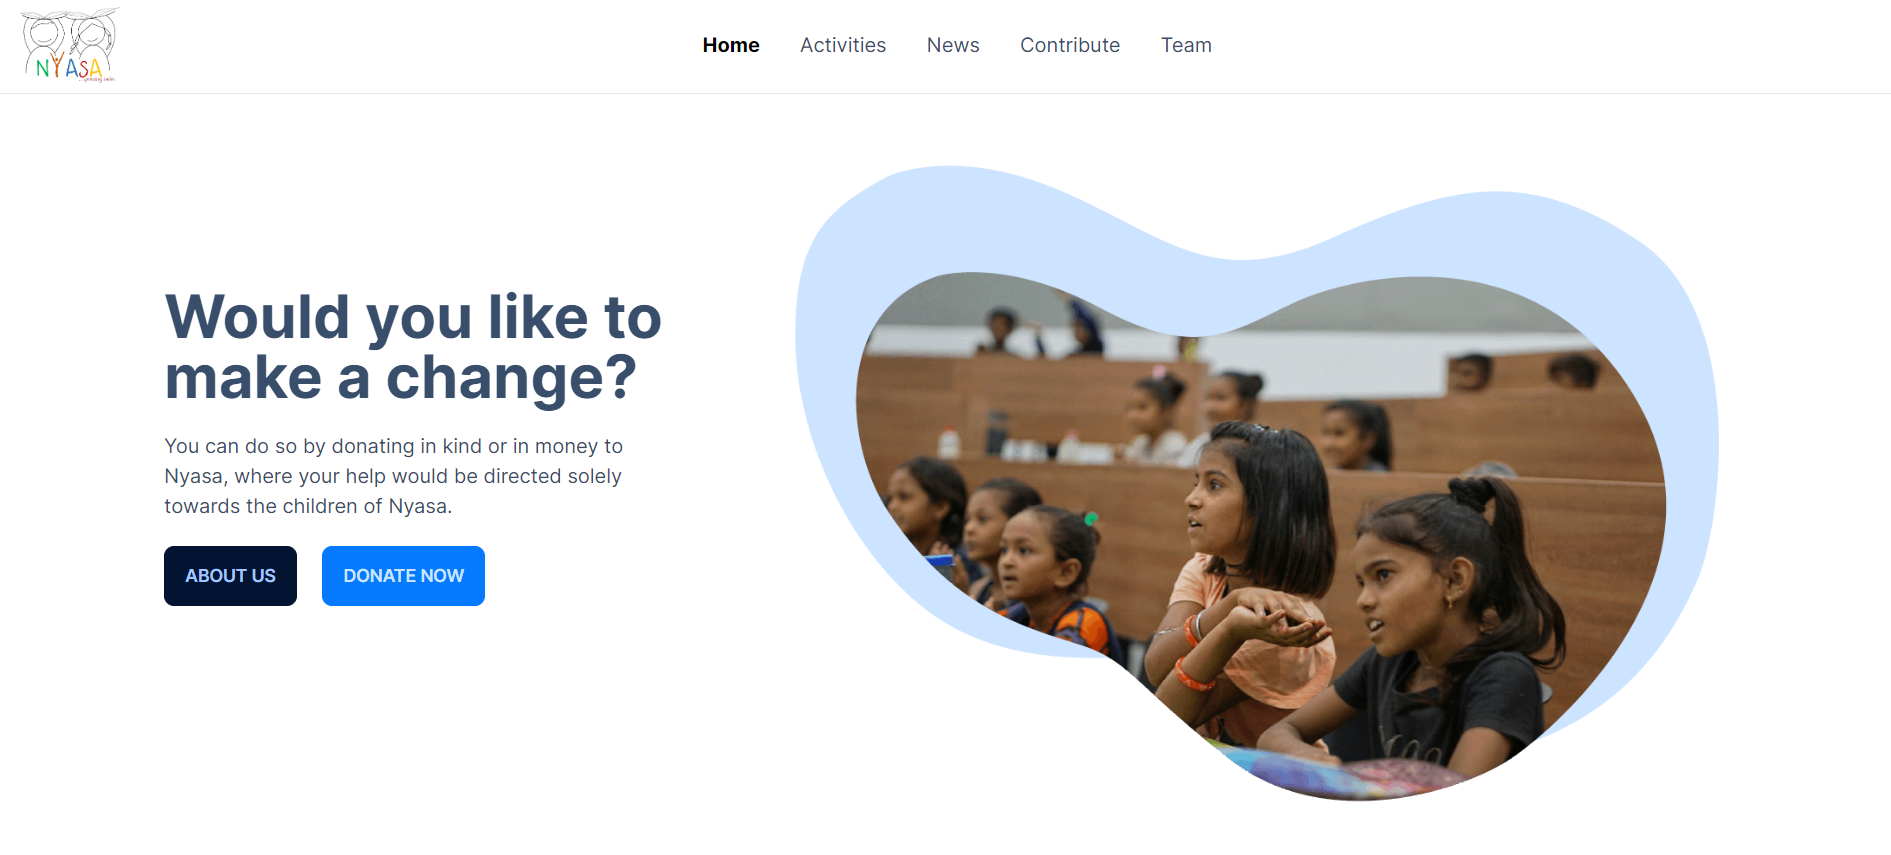 NYASA
Home Activities News Contribute Team
Would you like to
make a change?
You can do so by donating in kind or in money to
Nyasa, where your help would be directed solely
towards the children of Nyasa.
ABOUT US DONATE NOW